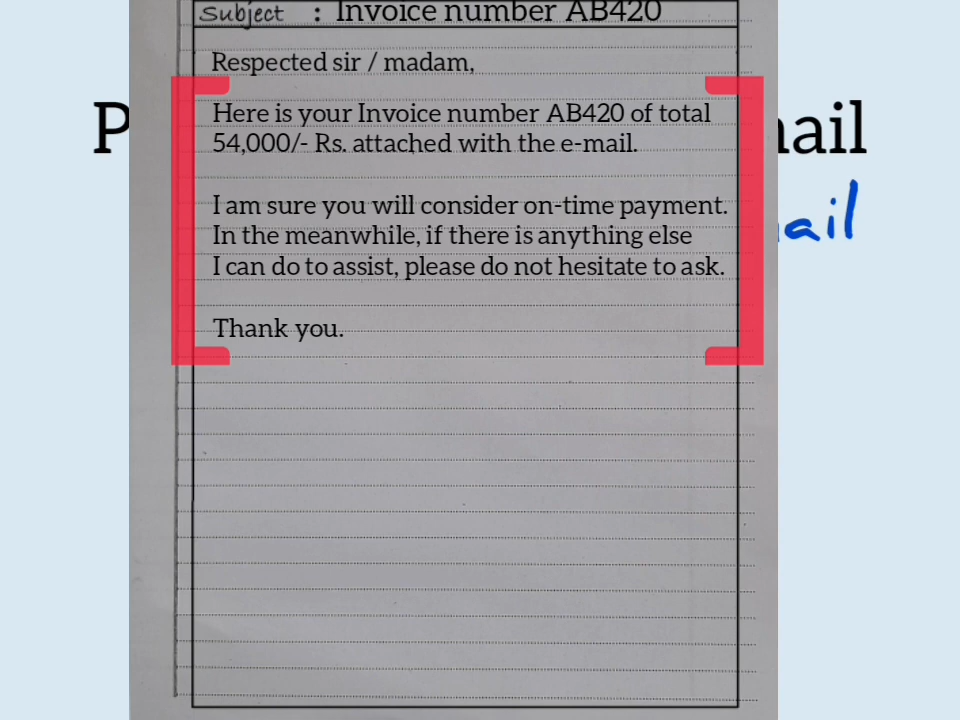 Subject : Invoice number AB420
Respected sir / madam,
Here is your Invoice number AB420 of total
54,000/- Rs. attached with the e-mail.
I am sure you will consider on-time payment.
In the meanwhile, if there is anything else
I can do to assist, please do not hesitate to ask.
Thank you.